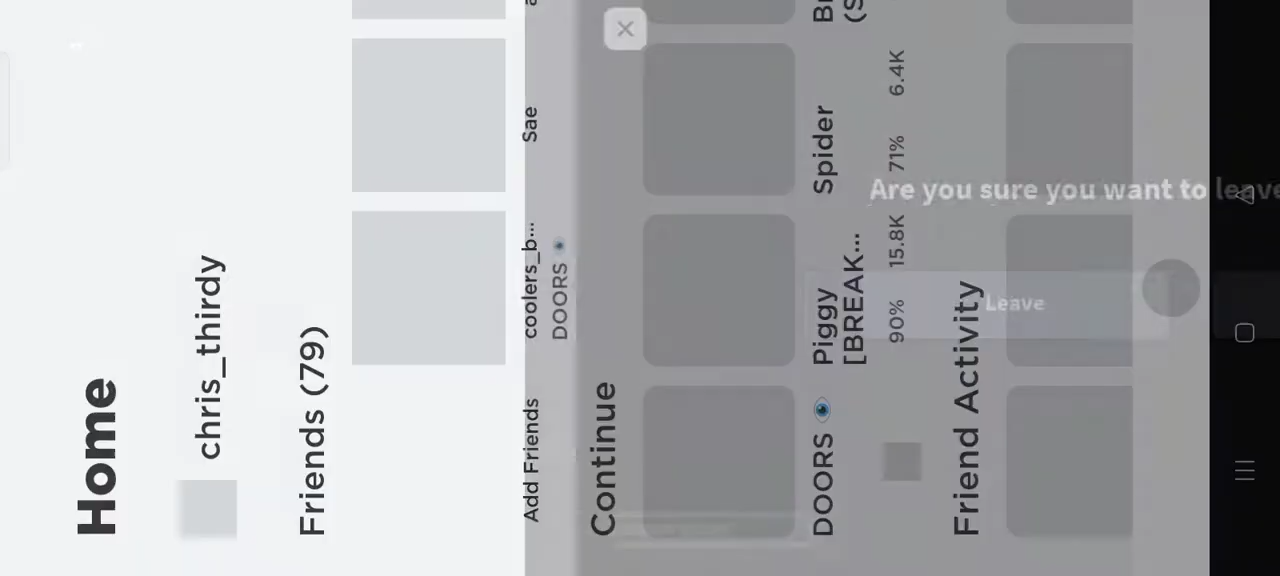 Home
chris_thirdy
Friends (79)
Add Friends
coolers_b...
DOORS 👁
Sae
Continue
DOORS 👁
Piggy
[BREAK...
90% 15.8K
Spider
71% 6.4K
Friend Activity
Are you sure you want to leave
Leave